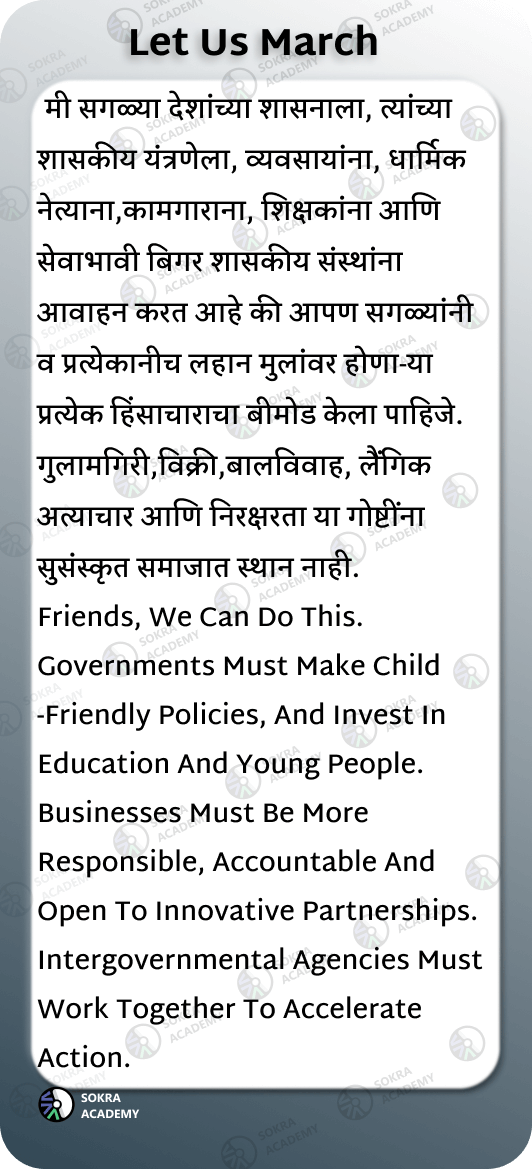 Let Us March
मी सगळ्या देशांच्या शासनाला, त्यांच्या
शासकीय यंत्रणेला, व्यवसायांना, धार्मिक
नेत्याना,कामगाराना, शिक्षकांना आणि
सेवाभावी बिगर शासकीय संस्थांना
आवाहन करत आहे की आपण सगळ्यांनी
व प्रत्येकानीच लहान मुलांवर होणा-या
प्रत्येक हिंसाचाराचा बीमोड केला पाहिजे.
गुलामगिरी,विक्री,बालविवाह, लैंगिक
अत्याचार आणि निरक्षरता या गोष्टींना
सुसंस्कृत समाजात स्थान नाही.
Friends, We Can Do This.
Governments Must Make Child
-Friendly Policies, And Invest In
Education And Young People.
Businesses Must Be More
Responsible, Accountable And
Open To Innovative Partnerships.
Intergovernmental Agencies Must
Work Together To Accelerate
Action.
SOKRA
ACADEMY